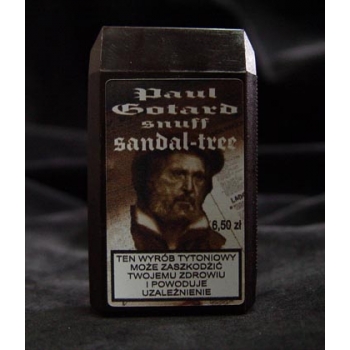 Paul
Gotard
snuff
sandal-tree
6,50 zł
TEN WYRÓB TYTONIOWY
MOŻE ZASZKODZIĆ
TWOJEMU ZDROWIU
I POWODUJE
UZALEŻNIENIE